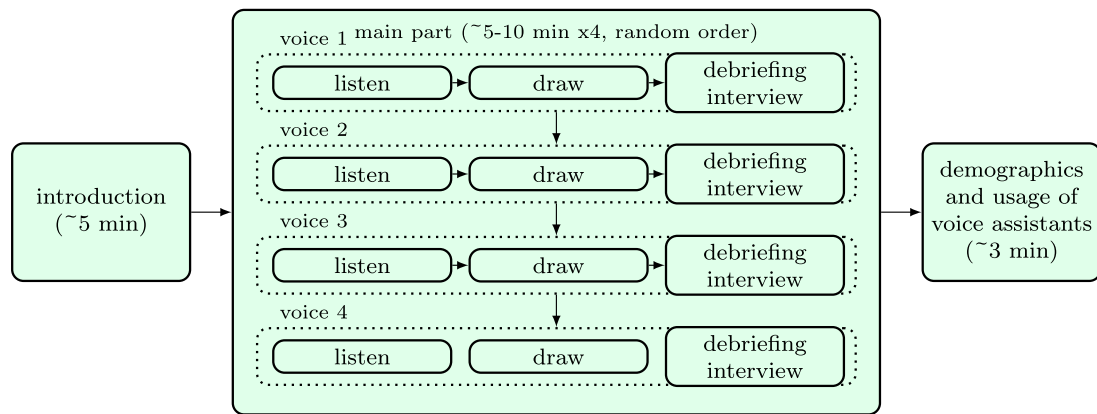 introduction
(~5 min)
main part (~5-10 min x4, random order)
voice 1
listen
draw
debriefing
interview
voice 2
listen
draw
debriefing
interview
voice 3
listen
draw
debriefing
interview
voice 4
listen
draw
debriefing
interview
demographics
and usage of
voice assistants
(~3 min)